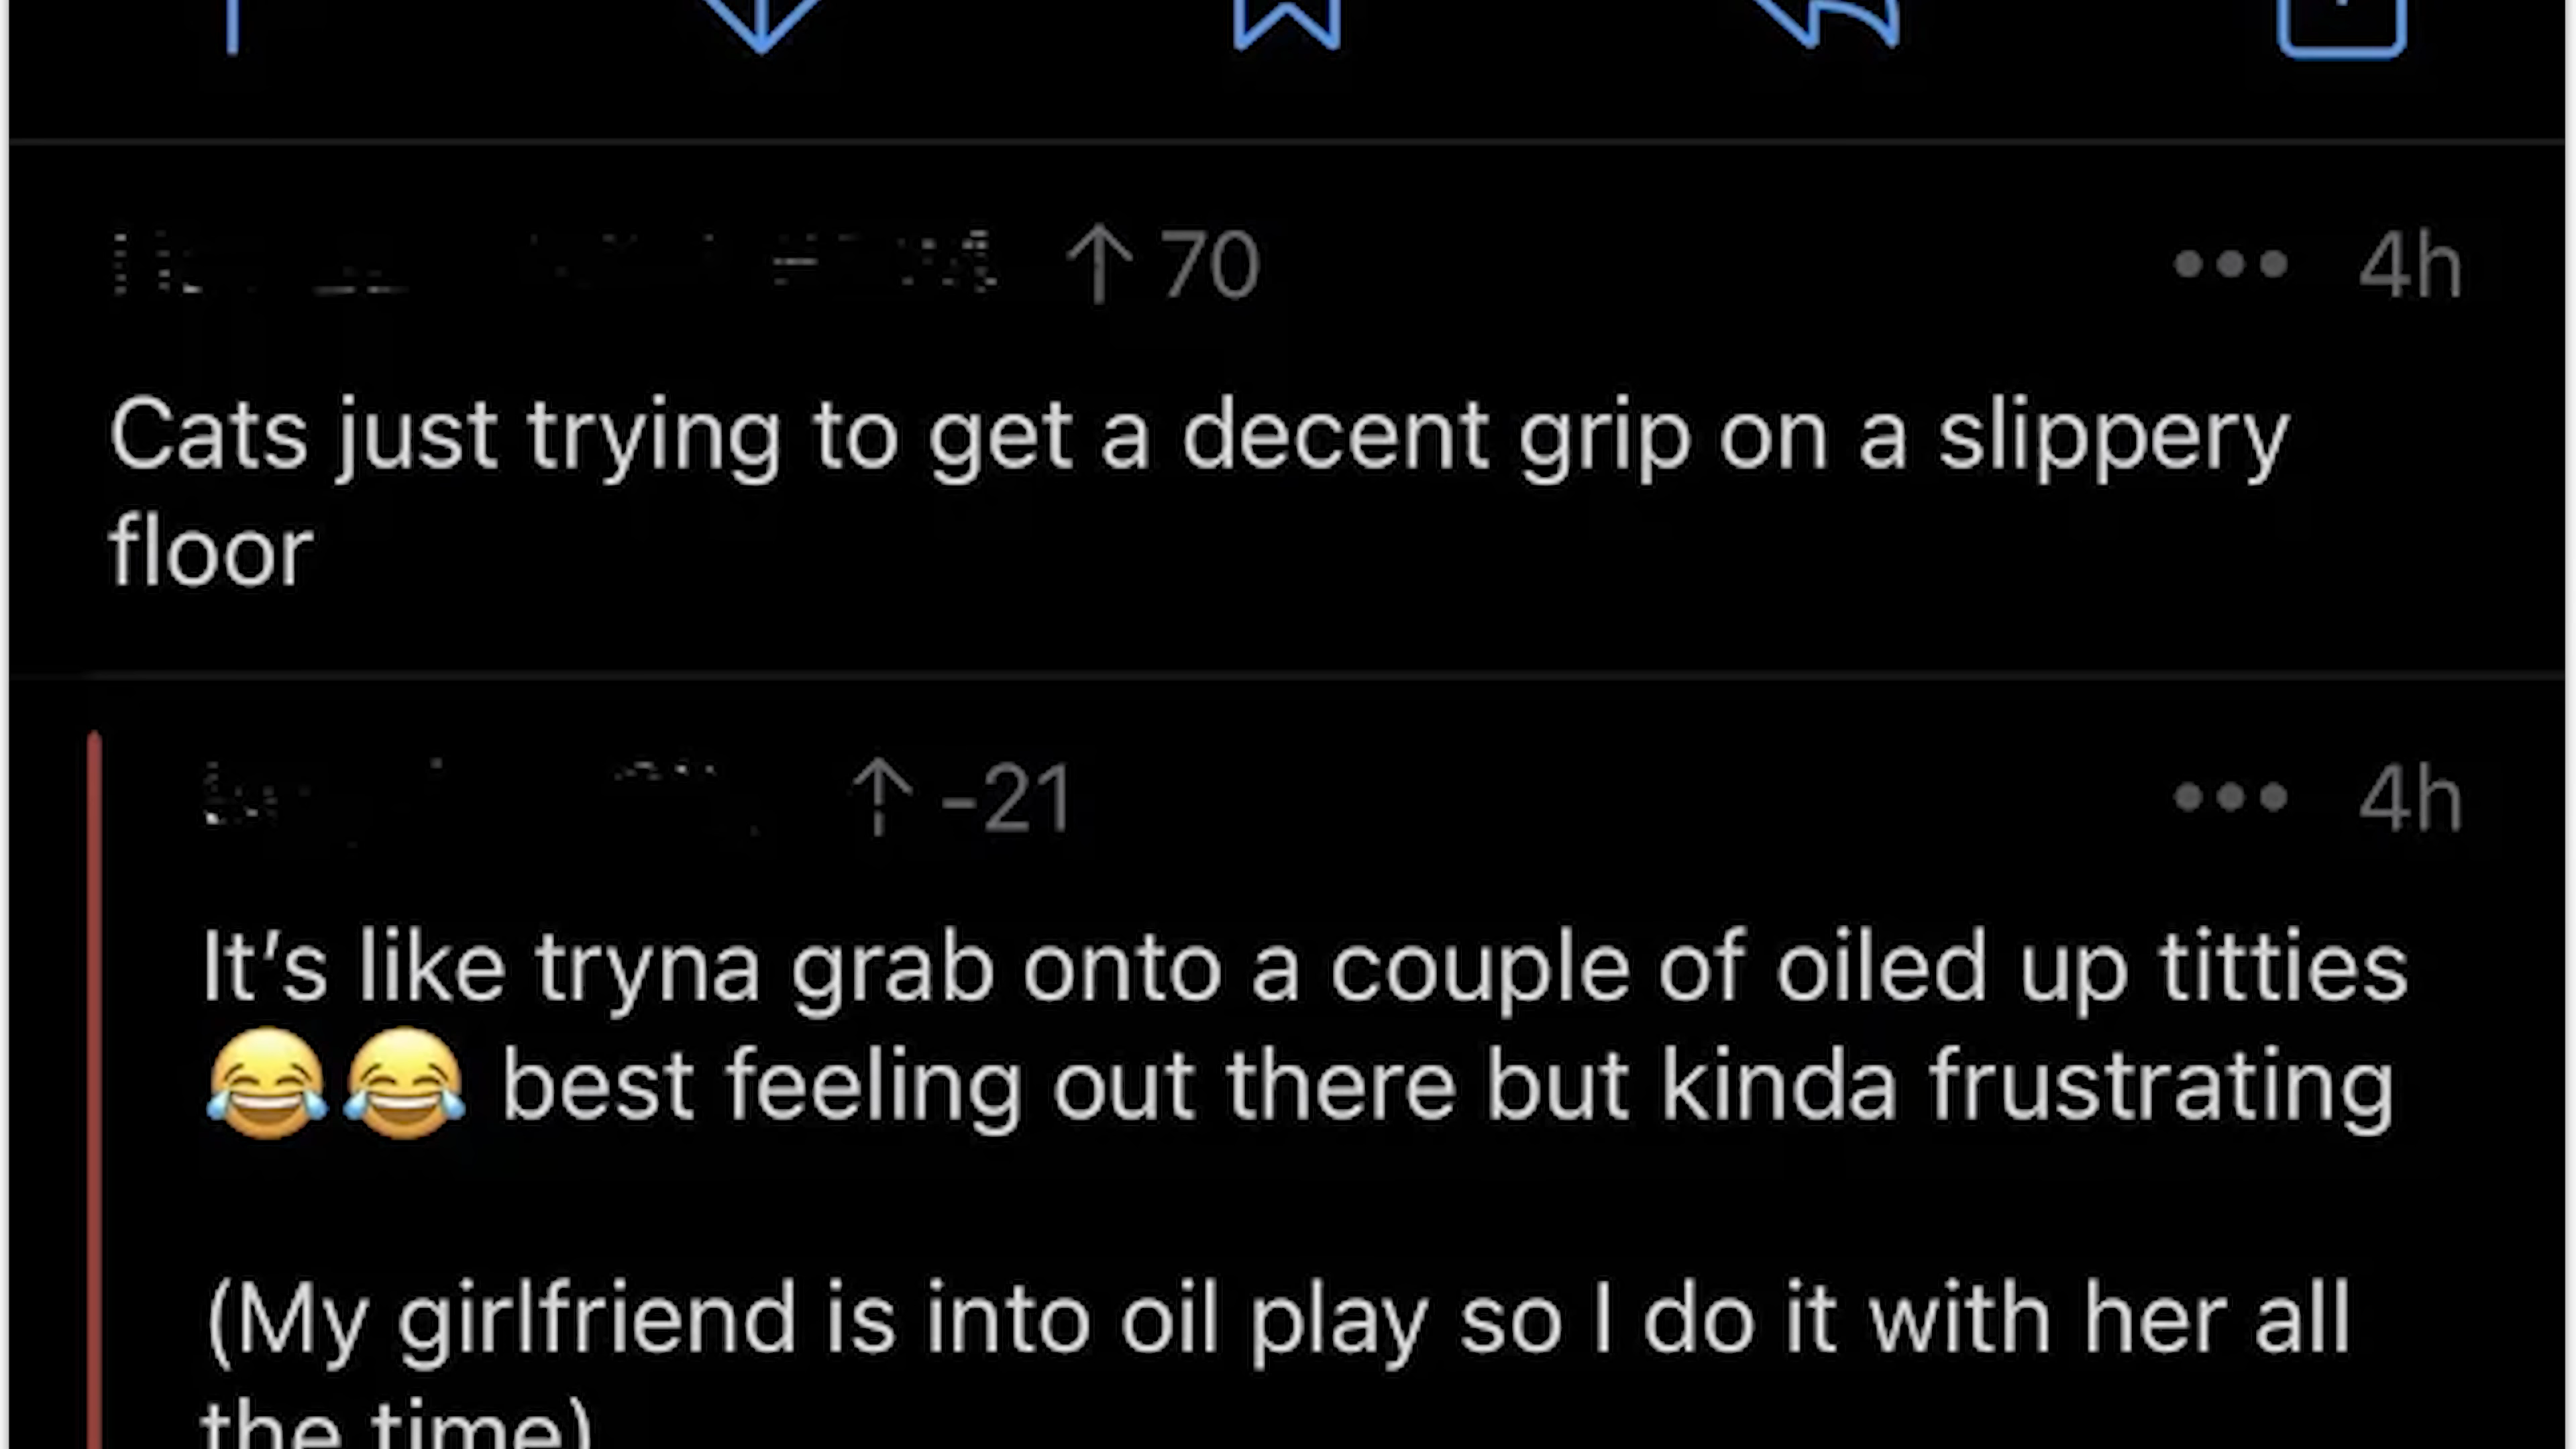 70 ••• 4h
Cats just trying to get a decent grip on a slippery
floor
-21 ••• 4h
It’s like tryna grab onto a couple of oiled up titties
😂😂 best feeling out there but kinda frustrating
(My girlfriend is into oil play so I do it with her all
the time)